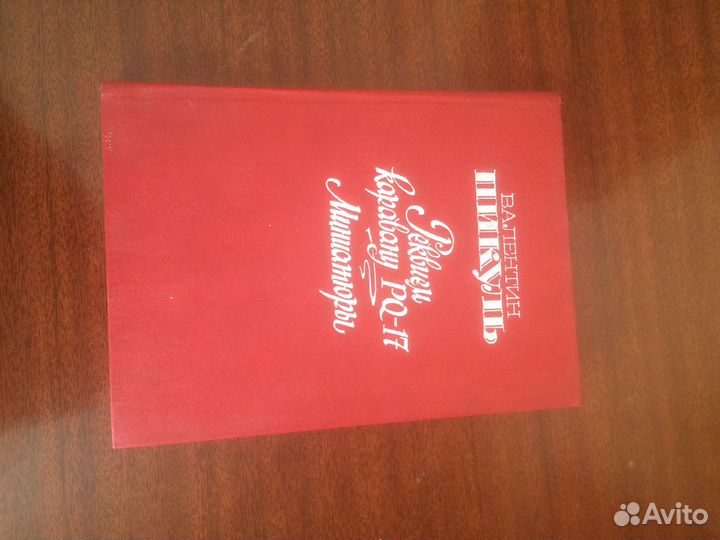 ВАЛЕНТИН
ПИКУЛЬ
Реквием
каравану PQ-17
Миниатюры
Avito